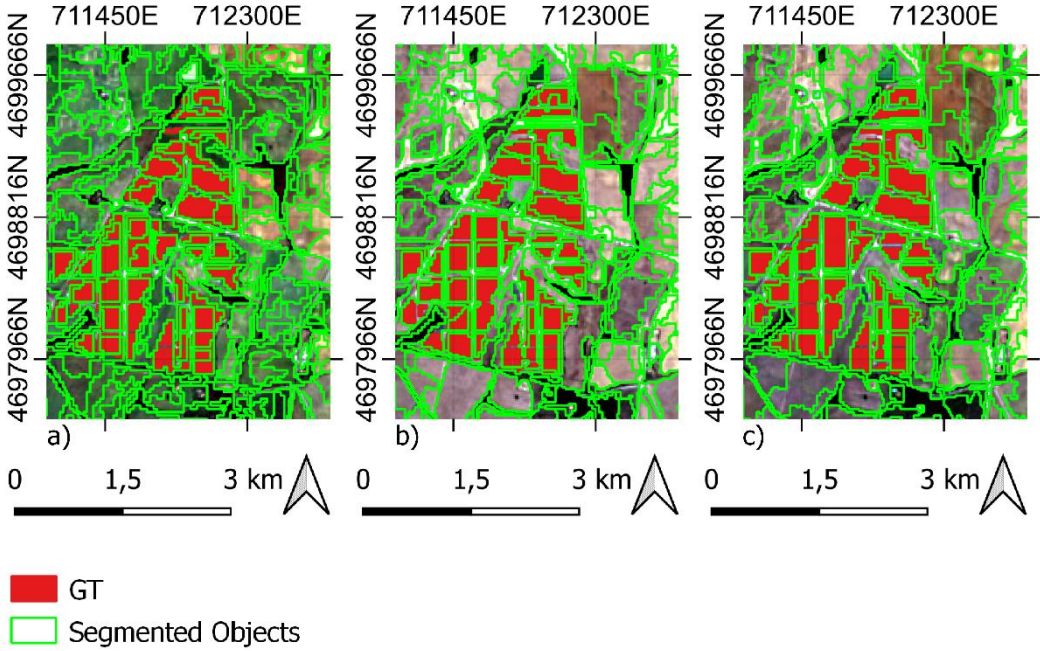 711450E 712300E 711450E 712300E 711450E 712300E
4699666N 4699666N 4699666N
4698816N 4698816N 4698816N
4697966N 4697966N 4697966N
a) b) c)
0 1,5 3 km 0 1,5 3 km 0 1,5 3 km
GT
Segmented Objects